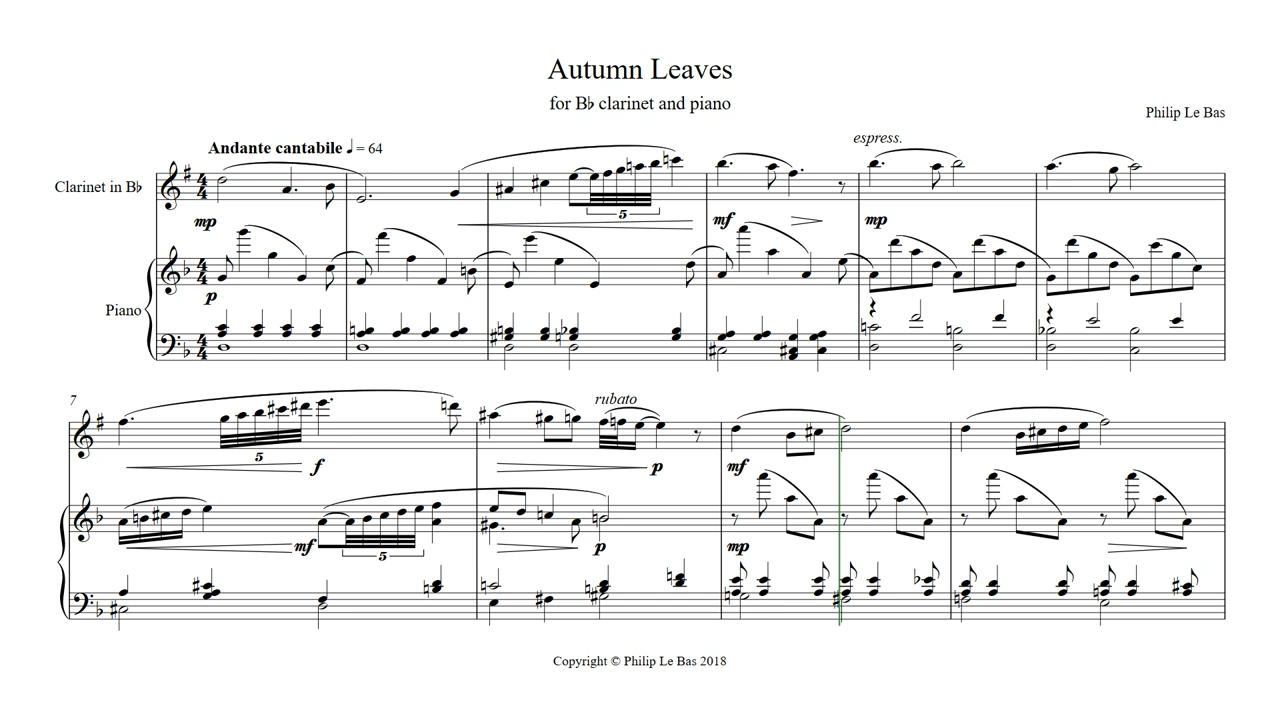 Autumn Leaves
for B♭ clarinet and piano
Philip Le Bas
Andante cantabile ♩ = 64
espress.
Clarinet in B♭
5
mp
mf
mp
p
Piano
7
rubato
5
f
p
mf
mf
5
p
mp
Copyright © Philip Le Bas 2018